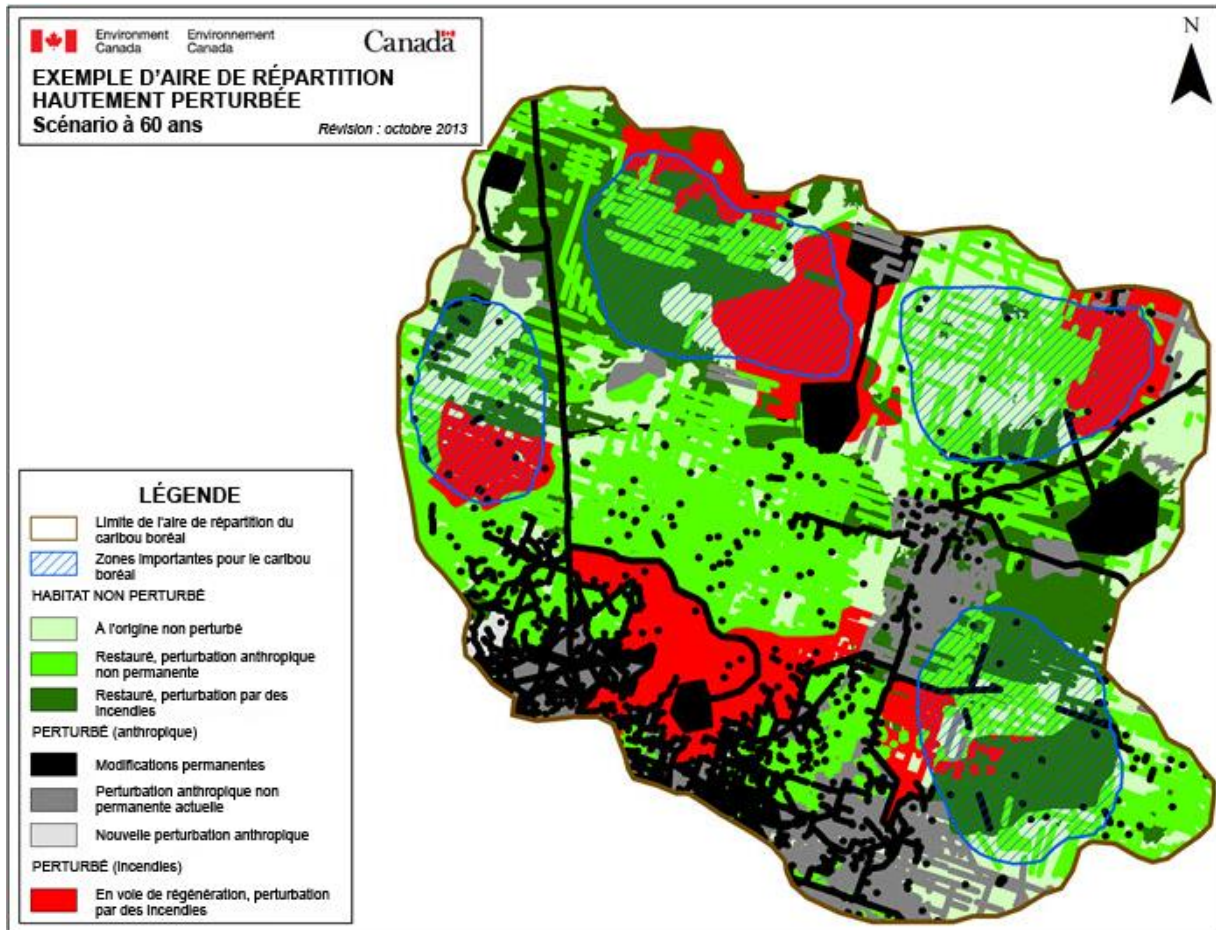 Environment Canada
Environnement Canada
Canada
EXEMPLE D'AIRE DE RÉPARTITION
HAUTEMENT PERTURBÉE
Scénario à 60 ans
Révision : octobre 2013
N
LÉGENDE
Limite de l'aire de répartition du
caribou boréal
Zones importantes pour le caribou
boréal
HABITAT NON PERTURBÉ
À l'origine non perturbé
Restauré, perturbation anthropique
non permanente
Restauré, perturbation par des
incendies
PERTURBÉ (anthropique)
Modifications permanentes
Perturbation anthropique non
permanente actuelle
Nouvelle perturbation anthropique
PERTURBÉ (incendies)
En voie de régénération, perturbation
par des incendies